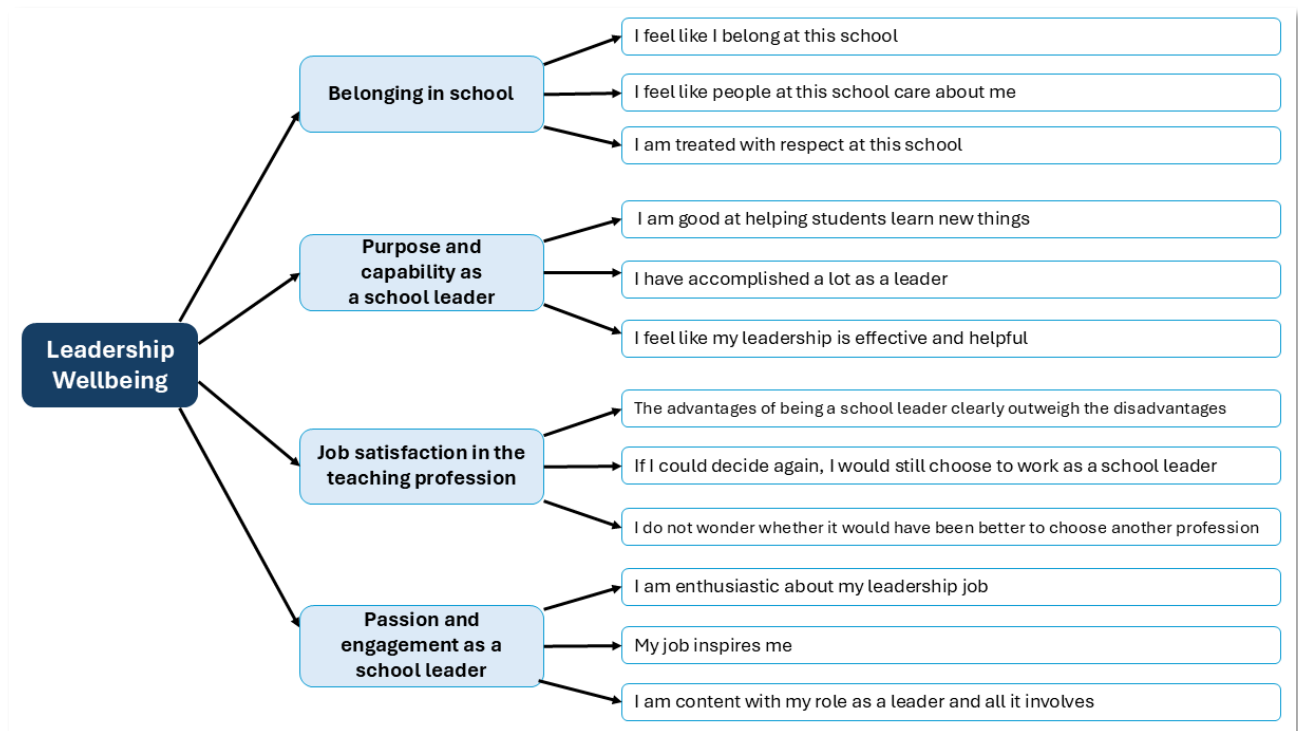 Leadership
Wellbeing
Belonging in school
I feel like I belong at this school
I feel like people at this school care about me
I am treated with respect at this school
Purpose and
capability as
a school leader
I am good at helping students learn new things
I have accomplished a lot as a leader
I feel like my leadership is effective and helpful
Job satisfaction in the
teaching profession
The advantages of being a school leader clearly outweigh the disadvantages
If I could decide again, I would still choose to work as a school leader
I do not wonder whether it would have been better to choose another profession
Passion and
engagement as a
school leader
I am enthusiastic about my leadership job
My job inspires me
I am content with my role as a leader and all it involves